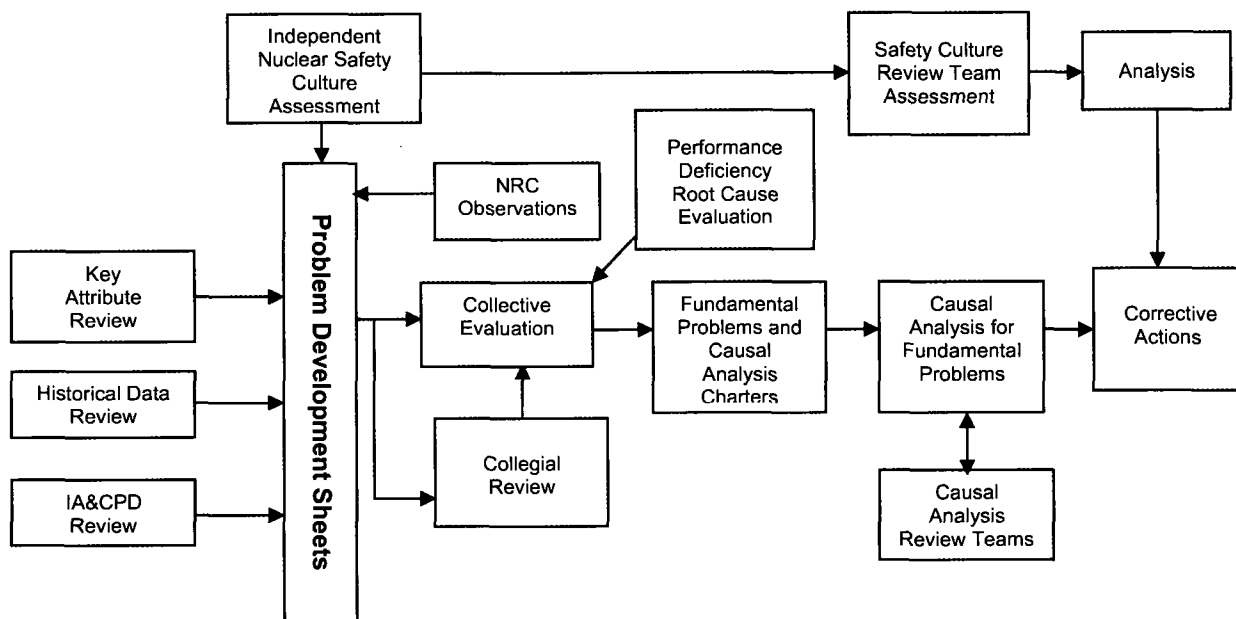 Independent
Nuclear Safety
Culture
Assessment
Safety Culture
Review Team
Assessment
Analysis
Performance
Deficiency
Root Cause
Evaluation
NRC
Observations
Problem Development Sheets
Key
Attribute
Review
Collective
Evaluation
Fundamental
Problems and
Causal
Analysis
Charters
Causal
Analysis for
Fundamental
Problems
Corrective
Actions
Historical Data
Review
Collegial
Review
IA&CPD
Review
Causal
Analysis
Review Teams